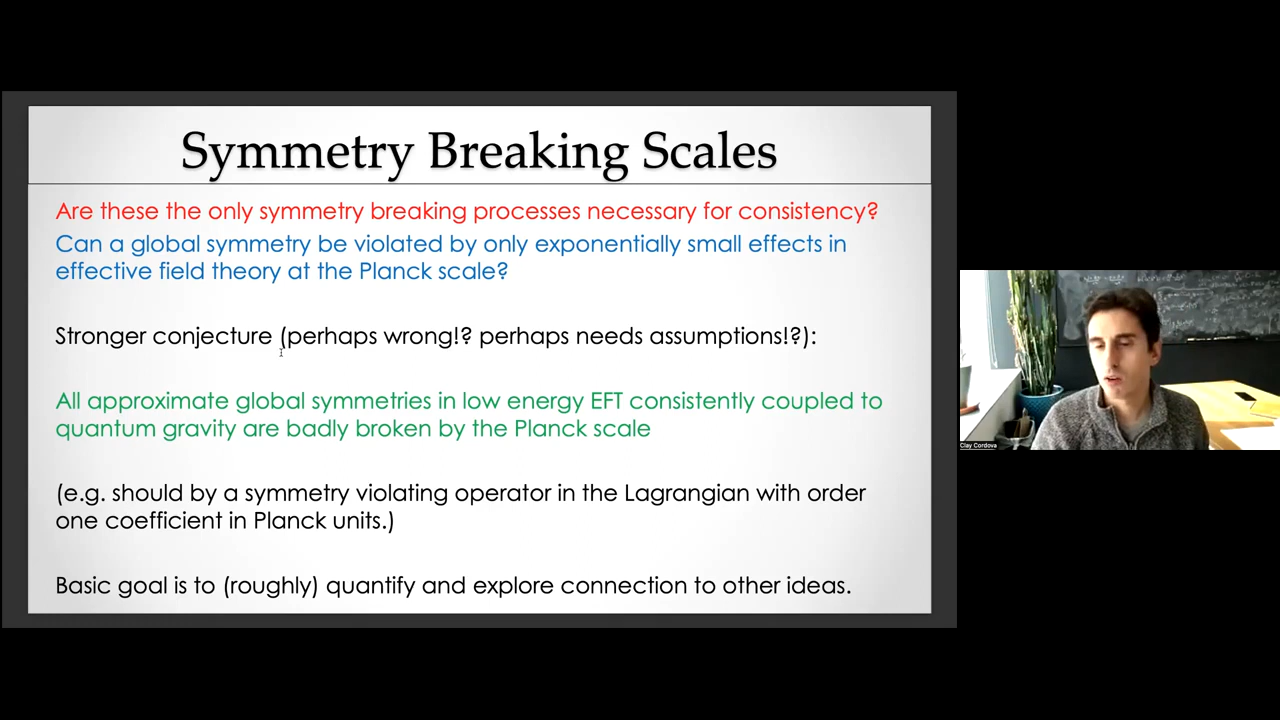 Symmetry Breaking Scales
Are these the only symmetry breaking processes necessary for consistency?
Can a global symmetry be violated by only exponentially small effects in
effective field theory at the Planck scale?
Stronger conjecture (perhaps wrong!? perhaps needs assumptions!?):
All approximate global symmetries in low energy EFT consistently coupled to
quantum gravity are badly broken by the Planck scale
(e.g. should by a symmetry violating operator in the Lagrangian with order
one coefficient in Planck units.)
Basic goal is to (roughly) quantify and explore connection to other ideas.
Clay Cordova